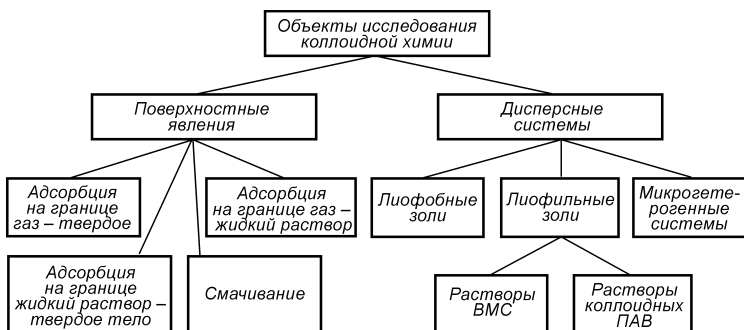 Объекты исследования
коллоидной химии
Поверхностные
явления
Дисперсные
системы
Адсорбция
на границе
газ – твердое
Адсорбция
на границе газ –
жидкий раствор
Лиофобные
золи
Лиофильные
золи
Микрогете-
рогенные
системы
Адсорбция
на границе
жидкий раствор –
твердое тело
Смачивание
Растворы
ВМС
Растворы
коллоидных
ПАВ